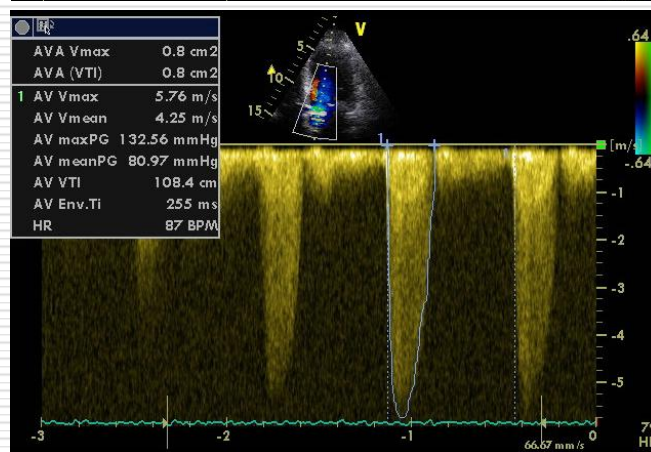 AVA Vmax 0.8 cm2
AVA (VTI) 0.8 cm2
1 AV Vmax 5.76 m/s
AV Vmean 4.25 m/s
AV maxPG 132.56 mmHg
AV meanPG 80.97 mmHg
AV VTI 108.4 cm
AV Env.Ti 255 ms
HR 87 BPM
V
5
10
15
.64
-.64
1
[m/s]
-1
-2
-3
-4
-5
-3 -2 -1 0
66.67 mm/s
HR